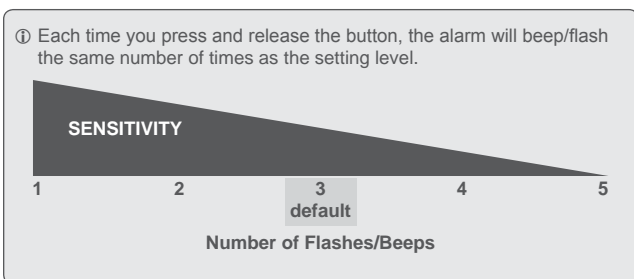 🛈 Each time you press and release the button, the alarm will beep/flash
the same number of times as the setting level.
SENSITIVITY
1 2 3 4 5
default
Number of Flashes/Beeps